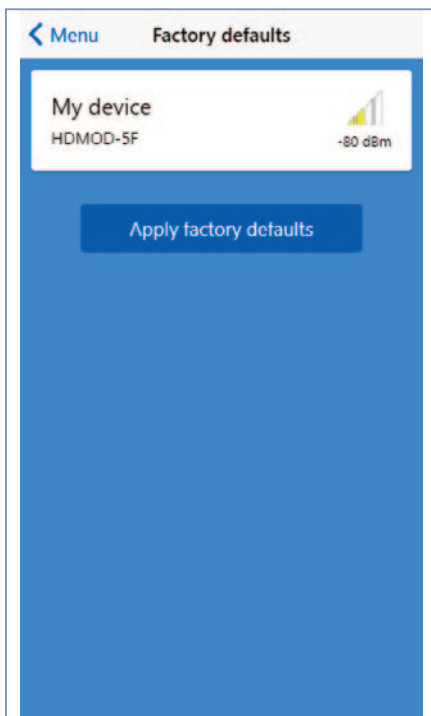 Menu Factory defaults
My device
HDMOD-5F
-80 dBm
Apply factory defaults